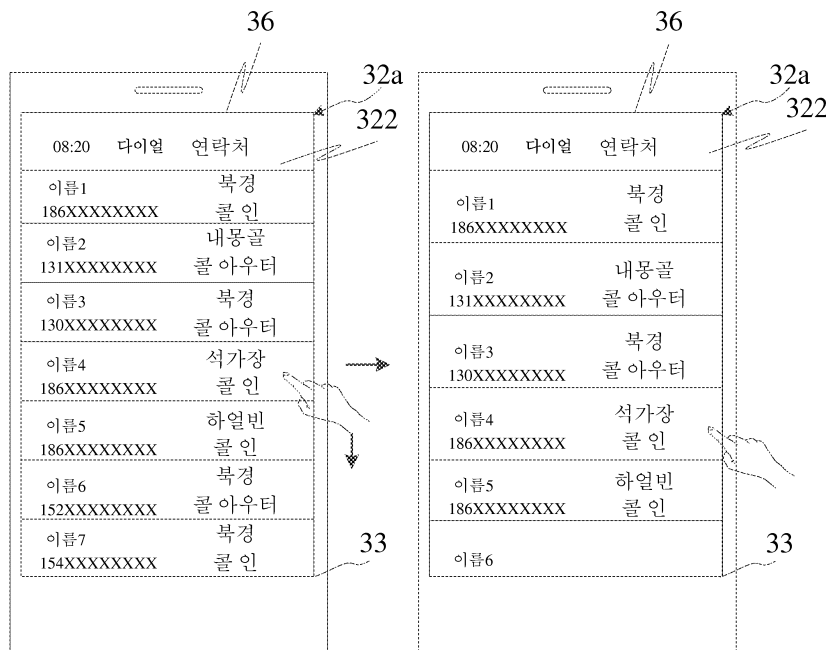 36
32a
322
08:20 다이얼 연락처
이름1 북경
186XXXXXXXX 콜 인
이름2 내몽골
131XXXXXXXX 콜 아우터
이름3 북경
130XXXXXXXX 콜 아우터
이름4 석가장
186XXXXXXXX 콜 인
이름5 하얼빈
186XXXXXXXX 콜 인
이름6 북경
152XXXXXXXX 콜 아우터
이름7 북경
154XXXXXXXX 콜 인
33
36
32a
322
08:20 다이얼 연락처
이름1 북경
186XXXXXXXX 콜 인
이름2 내몽골
131XXXXXXXX 콜 아우터
이름3 북경
130XXXXXXXX 콜 아우터
이름4 석가장
186XXXXXXXX 콜 인
이름5 하얼빈
186XXXXXXXX 콜 인
이름6
33